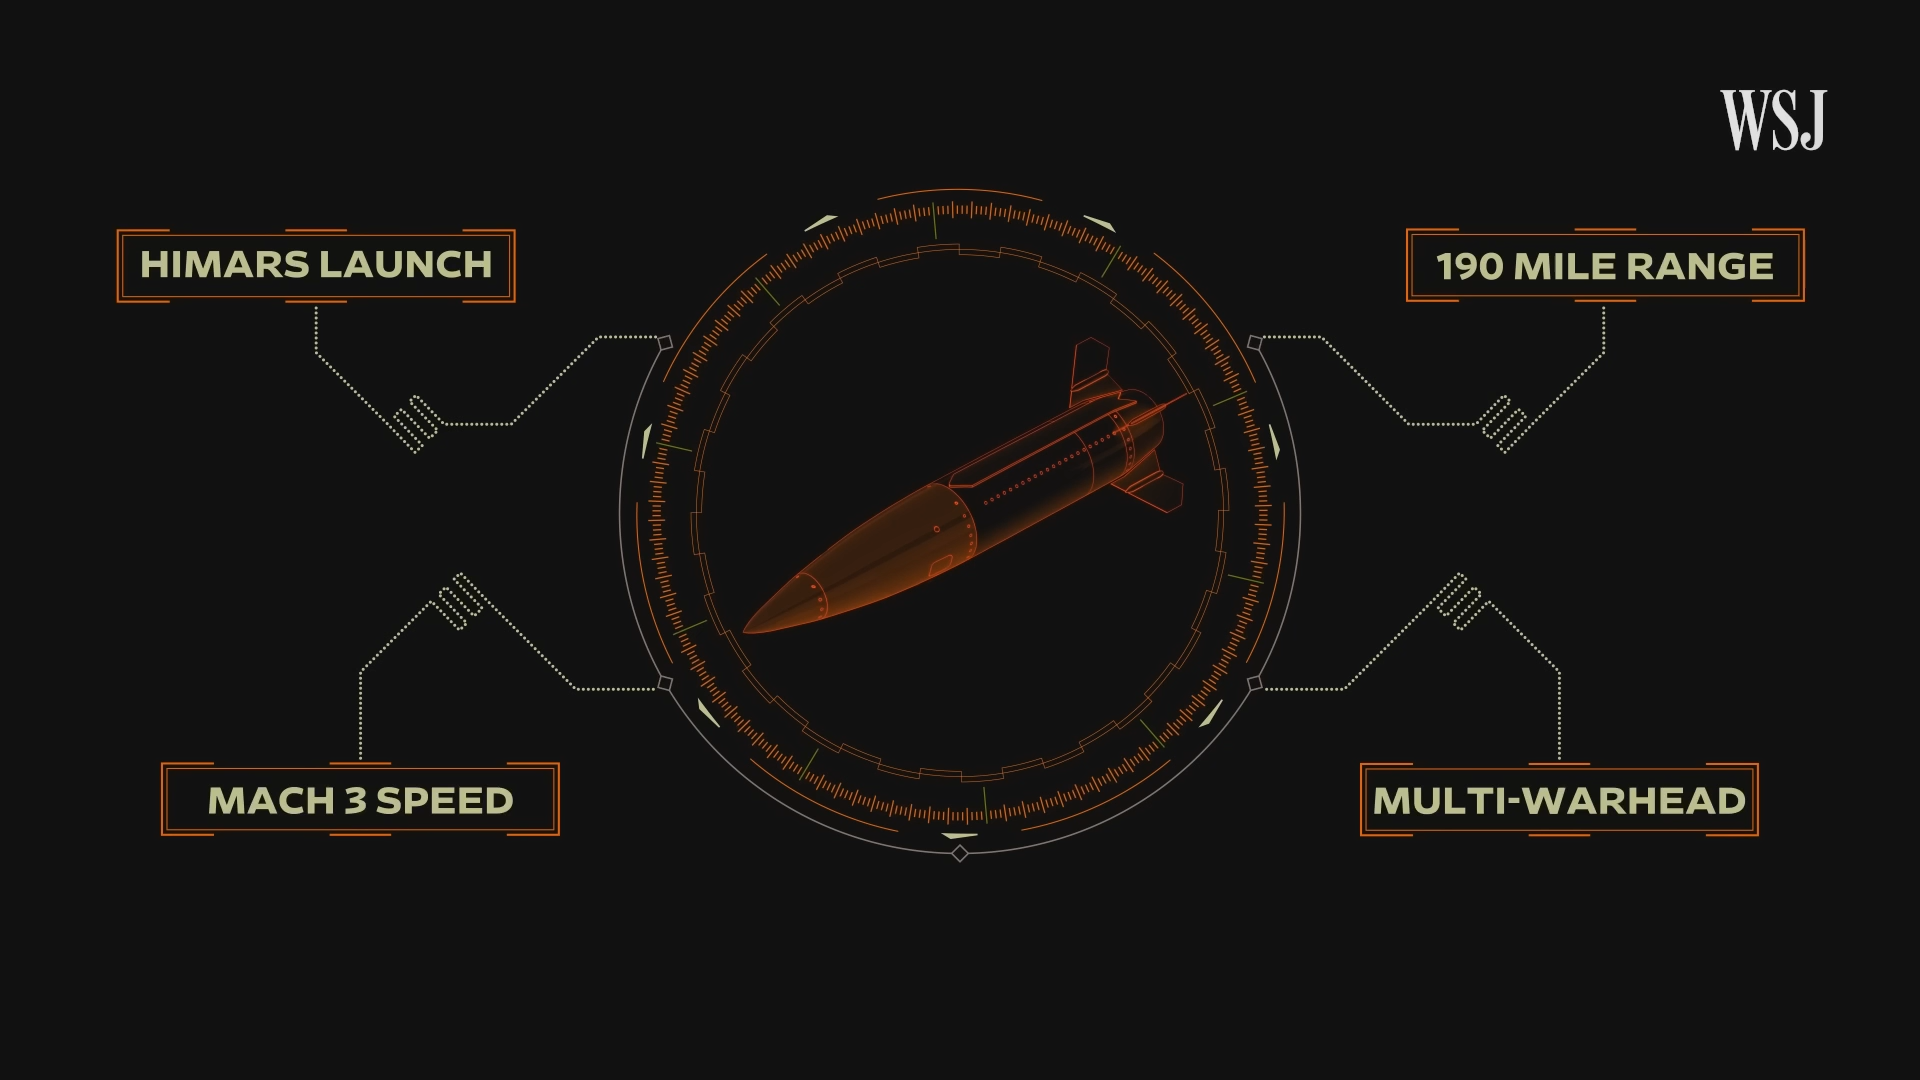 WSJ
HIMARS LAUNCH
190 MILE RANGE
MACH 3 SPEED
MULTI-WARHEAD